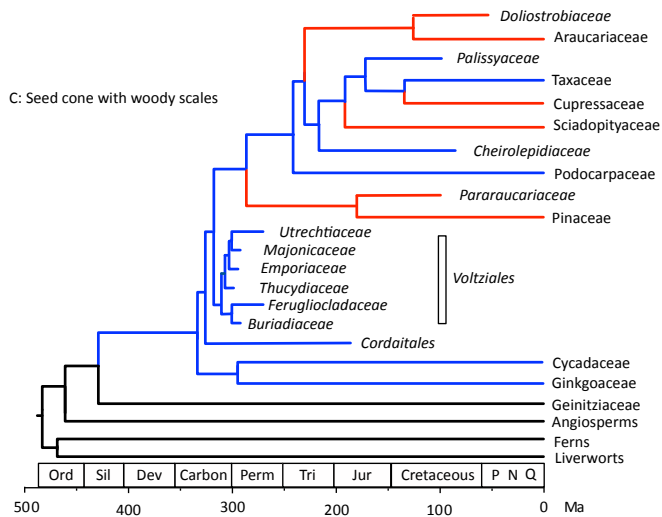 Doliostrobiaceae
Araucariaceae
Palissyaceae
C: Seed cone with woody scales
Taxaceae
Cupressaceae
Sciadopityaceae
Cheirolepidiaceae
Podocarpaceae
Pararaucariaceae
Pinaceae
Utrechtiaceae
Majonicaceae
Emporiaceae
Voltziales
Thucydiaceae
Ferugliocladaceae
Buriadiaceae
Cordaitales
Cycadaceae
Ginkgoaceae
Geinitziaceae
Angiosperms
Ferns
Liverworts
Ord Sil Dev Carbon Perm Tri Jur Cretaceous P N Q
500 400 300 200 100 0 Ma